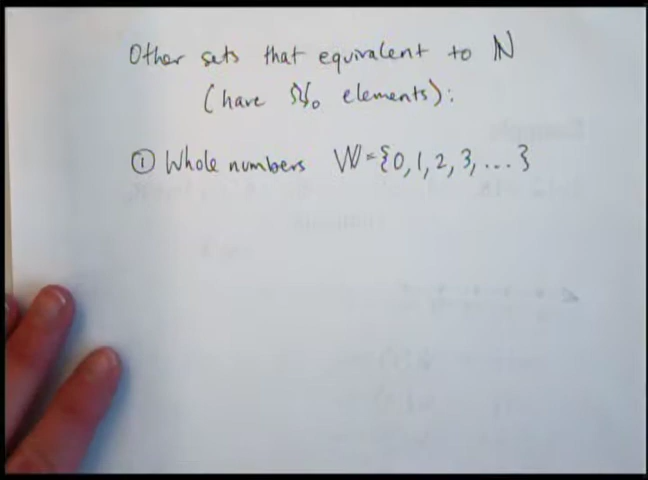 Other sets that equivalent to ℕ
(have ℵ₀ elements):
① Whole numbers W={0,1,2,3,...}